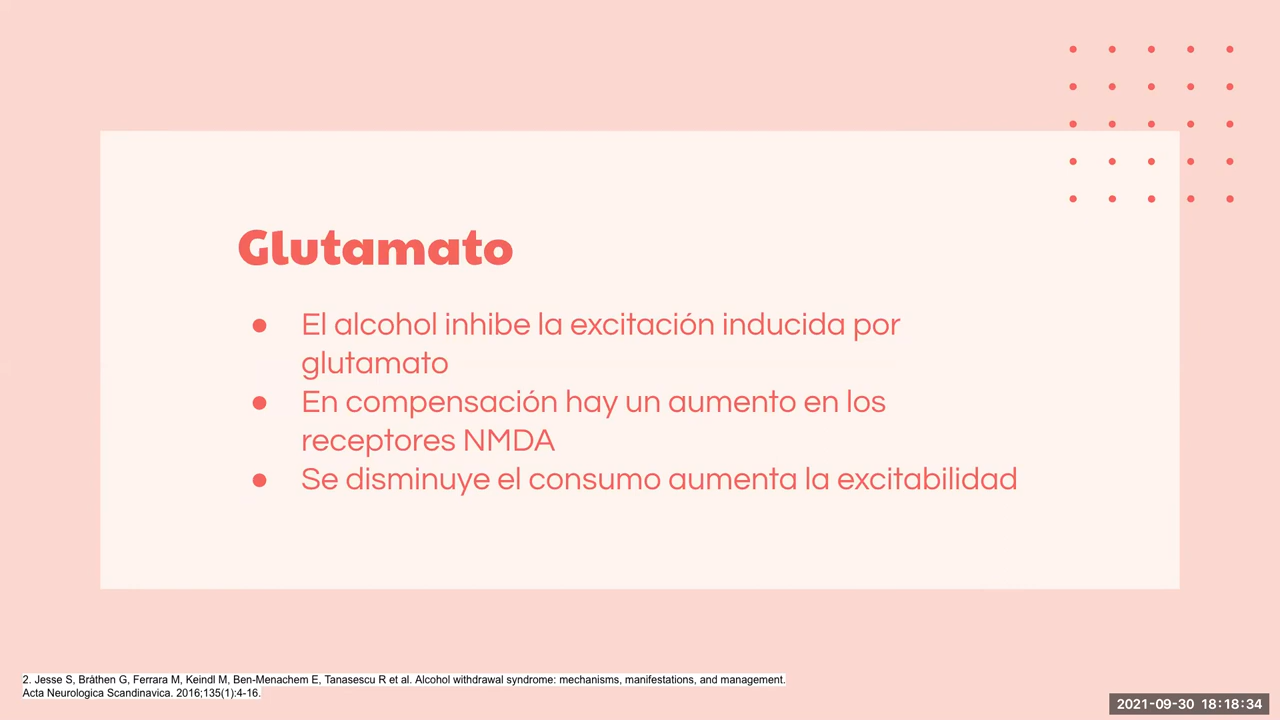 Glutamato
● El alcohol inhibe la excitación inducida por
glutamato
● En compensación hay un aumento en los
receptores NMDA
● Se disminuye el consumo aumenta la excitabilidad
2. Jesse S, Bråthen G, Ferrara M, Keindl M, Ben-Menachem E, Tanasescu R et al. Alcohol withdrawal syndrome: mechanisms, manifestations, and management.
Acta Neurologica Scandinavica. 2016;135(1):4-16.
2021-09-30 18:18:34